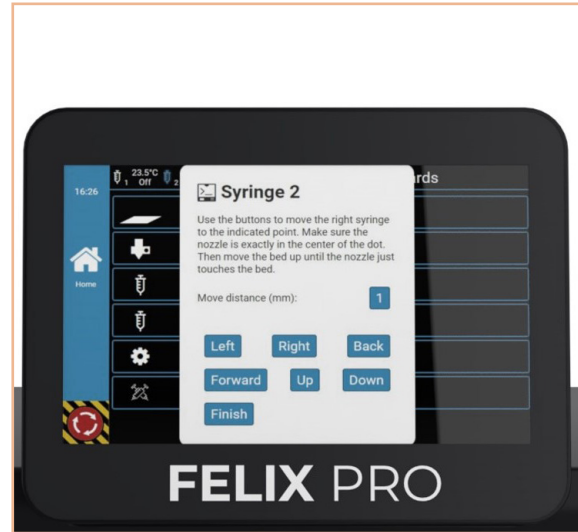 16:26
23.5°C
1 Off 2
rds
Home
Syringe 2
Use the buttons to move the right syringe
to the indicated point. Make sure the
nozzle is exactly in the center of the dot.
Then move the bed up until the nozzle just
touches the bed.
Move distance (mm): 1
Left Right Back
Forward Up Down
Finish
FELIX PRO